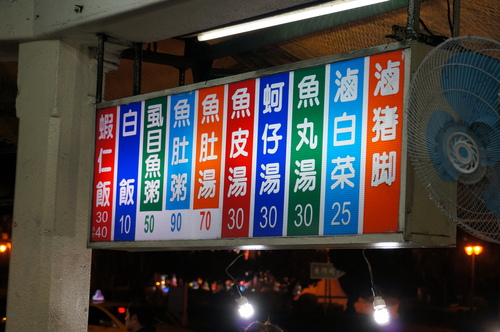 滷豬脚
滷白菜
25
魚丸湯
30
蚵仔湯
30
魚皮湯
30
魚肚湯
70
魚肚粥
90
虱目魚粥
50
白飯
10
蝦仁飯
30
40